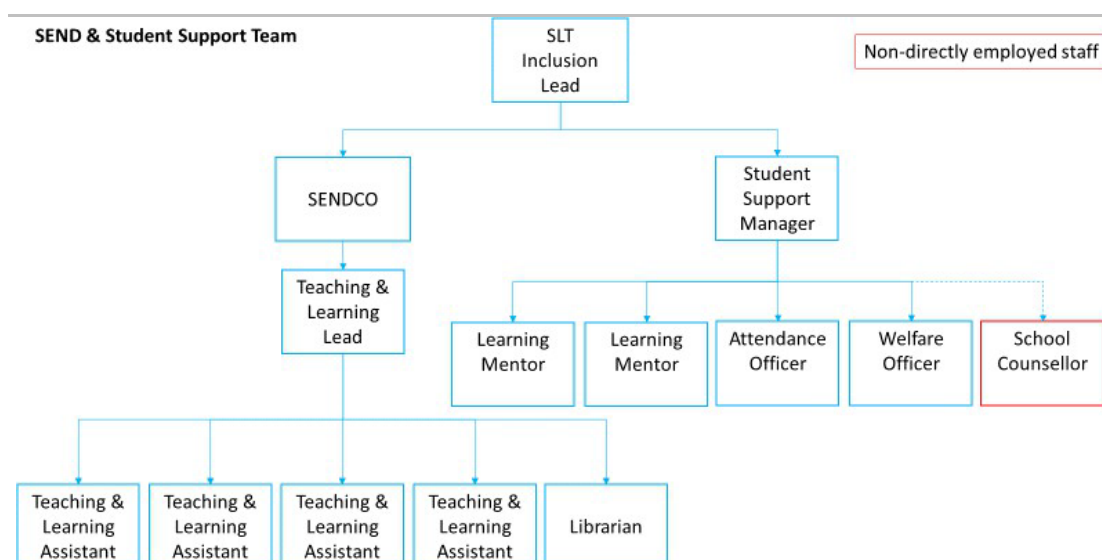 SEND & Student Support Team
SLT
Inclusion
Lead
Non-directly employed staff
SENDCO
Student
Support
Manager
Teaching &
Learning
Lead
Learning
Mentor
Learning
Mentor
Attendance
Officer
Welfare
Officer
School
Counsellor
Teaching &
Learning
Assistant
Teaching &
Learning
Assistant
Teaching &
Learning
Assistant
Teaching &
Learning
Assistant
Librarian